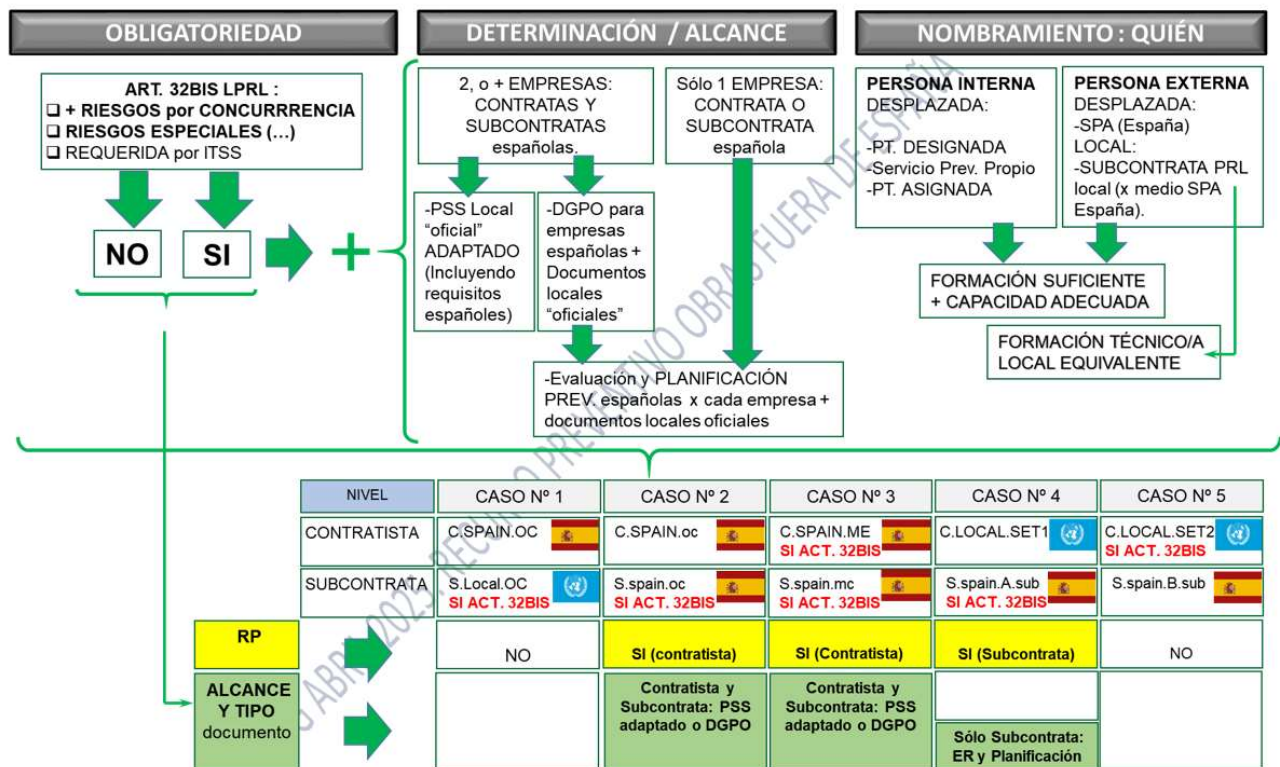 OBLIGATORIEDAD
DETERMINACIÓN / ALCANCE
NOMBRAMIENTO : QUIÉN
ART. 32BIS LPRL :
❑ + RIESGOS por CONCURRRENCIA
❑ RIESGOS ESPECIALES (…)
❑ REQUERIDA por ITSS
NO
SI
+
2, o + EMPRESAS:
CONTRATAS Y
SUBCONTRATAS
españolas.
Sólo 1 EMPRESA:
CONTRATA O
SUBCONTRATA
española
-PSS Local
“oficial”
ADAPTADO
(Incluyendo
requisitos
españoles)
-DGPO para
empresas
españolas +
Documentos
locales
“oficiales”
-Evaluación y PLANIFICACIÓN
PREV. españolas x cada empresa +
documentos locales oficiales
PERSONA INTERNA
DESPLAZADA:
-PT. DESIGNADA
-Servicio Prev. Propio
-PT. ASIGNADA
PERSONA EXTERNA
DESPLAZADA:
-SPA (España)
LOCAL:
-SUBCONTRATA PRL
local (x medio SPA
España).
FORMACIÓN SUFICIENTE
+ CAPACIDAD ADECUADA
FORMACIÓN TÉCNICO/A
LOCAL EQUIVALENTE
NIVEL
CASO Nº 1
CASO Nº 2
CASO Nº 3
CASO Nº 4
CASO Nº 5
CONTRATISTA
C.SPAIN.OC
C.SPAIN.oc
C.SPAIN.ME
SI ACT. 32BIS
C.LOCAL.SET1
C.LOCAL.SET2
SI ACT. 32BIS
SUBCONTRATA
S.Local.OC
SI ACT. 32BIS
S.spain.oc
SI ACT. 32BIS
S.spain.mc
SI ACT. 32BIS
S.spain.A.sub
SI ACT. 32BIS
S.spain.B.sub
RP
NO
SI (contratista)
SI (Contratista)
SI (Subcontrata)
NO
ALCANCE
Y TIPO
documento
Contratista y
Subcontrata: PSS
adaptado o DGPO
Contratista y
Subcontrata: PSS
adaptado o DGPO
Sólo Subcontrata:
ER y Planificación
2025. RECURSO PREVENTIVO OBRAS FUERA DE ESPAÑA